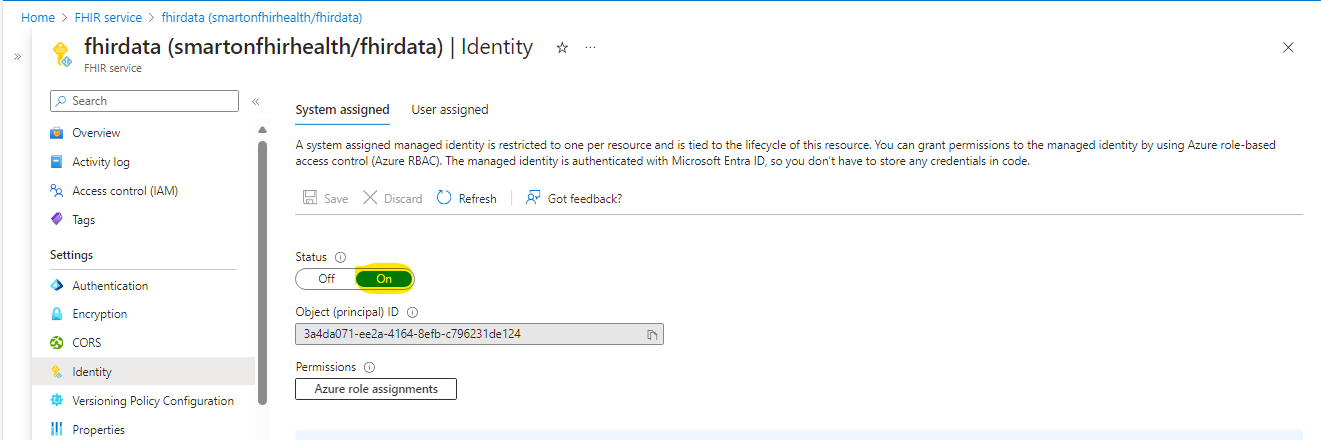 Home > FHIR service > fhirdata (smartonfhirhealth/fhirdata)
fhirdata (smartonfhirhealth/fhirdata) | Identity
FHIR service
Search
Overview
Activity log
Access control (IAM)
Tags
Settings
Authentication
Encryption
CORS
Identity
Versioning Policy Configuration
Properties
System assigned User assigned
A system assigned managed identity is restricted to one per resource and is tied to the lifecycle of this resource. You can grant permissions to the managed identity by using Azure role-based
access control (Azure RBAC). The managed identity is authenticated with Microsoft Entra ID, so you don't have to store any credentials in code.
Save Discard Refresh Got feedback?
Status
Off On
Object (principal) ID
3a4da071-ee2a-4164-8efb-c796231de124
Permissions
Azure role assignments